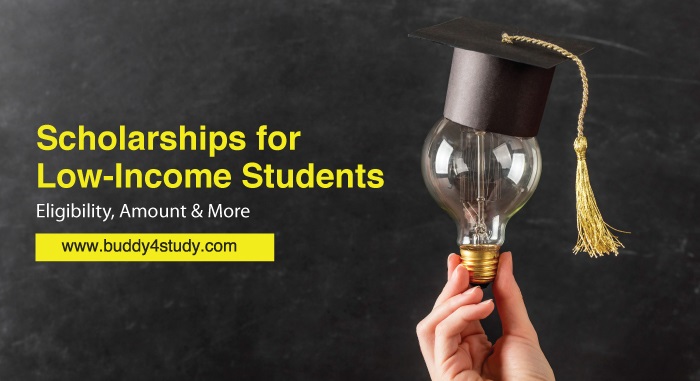 Scholarships for
Low-Income Students
Eligibility, Amount & More
www.buddy4study.com